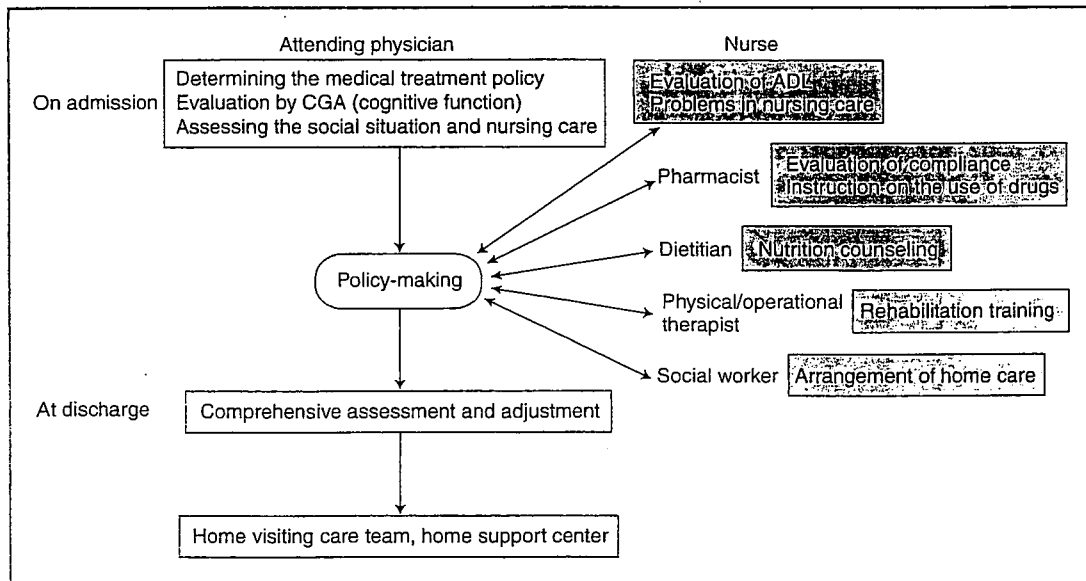 Attending physician
Nurse
On admission
Determining the medical treatment policy
Evaluation by CGA (cognitive function)
Assessing the social situation and nursing care
Evaluation of ADL
Problems in nursing care
Pharmacist
Evaluation of compliance
Instruction on the use of drugs
Dietitian
Nutrition counseling
Policy-making
Physical/operational
therapist
Rehabilitation training
Social worker
Arrangement of home care
At discharge
Comprehensive assessment and adjustment
Home visiting care team, home support center